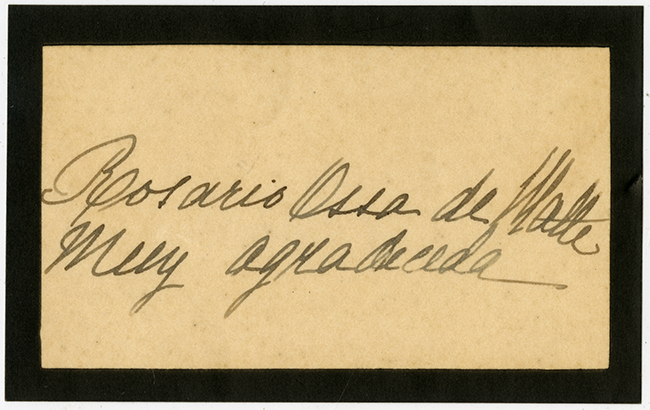 Rosario Ossa de Matte
Muy agradecida